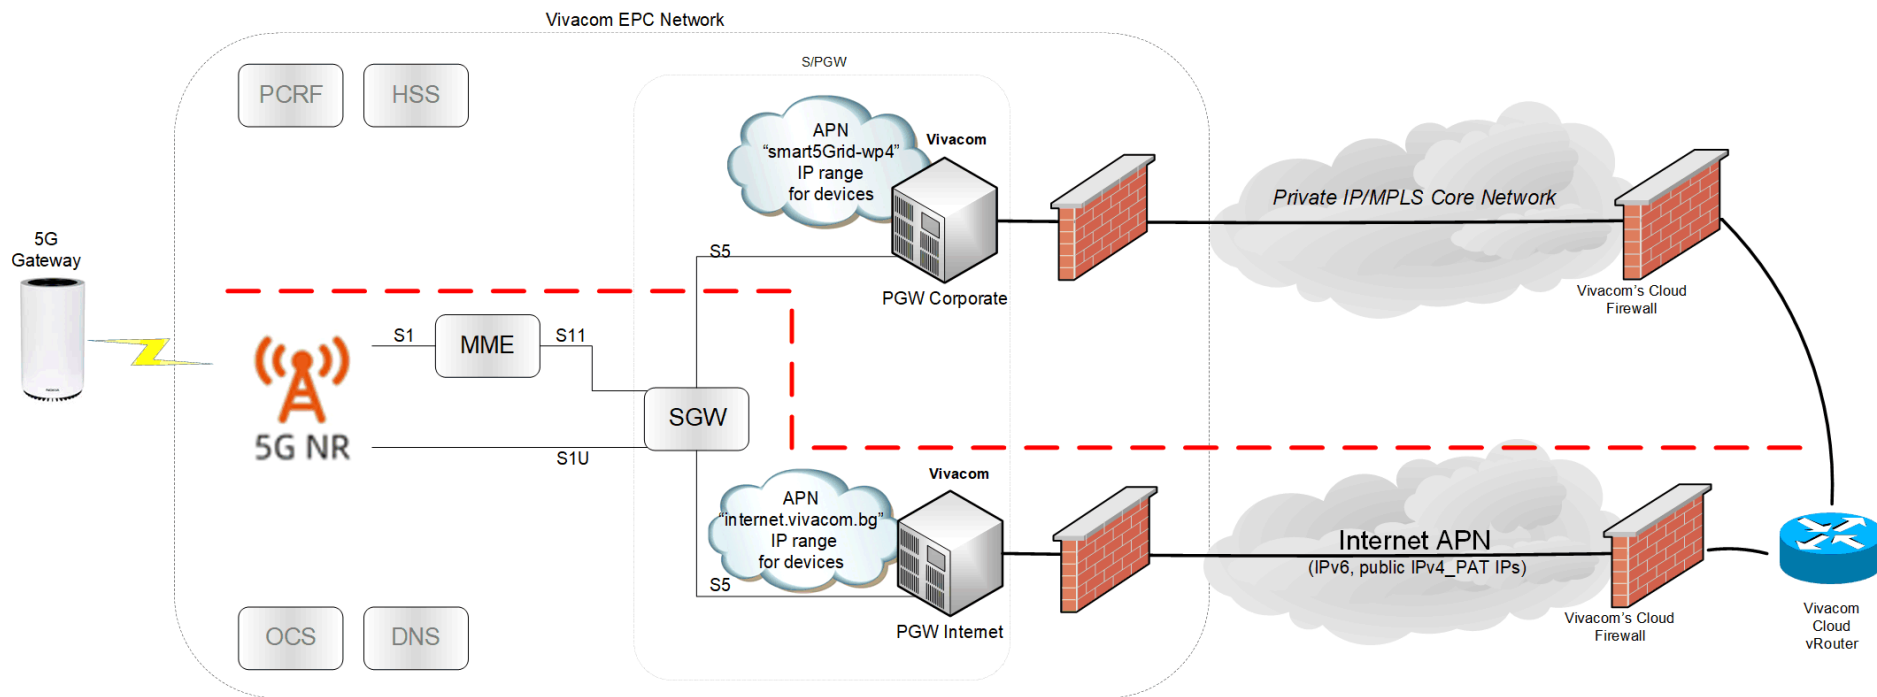 Vivacom EPC Network
S/PGW
PCRF
HSS
APN
“smart5Grid-wp4”
IP range
for devices
Vivacom
Private IP/MPLS Core Network
5G
Gateway
S5
PGW Corporate
Vivacom’s Cloud
Firewall
S1
MME
S11
SGW
5G NR
S1U
Vivacom
APN
“internet.vivacom.bg”
IP range
for devices
Internet APN
(IPv6, public IPv4_PAT IPs)
S5
PGW Internet
Vivacom’s Cloud
Firewall
Vivacom
Cloud
vRouter
OCS
DNS